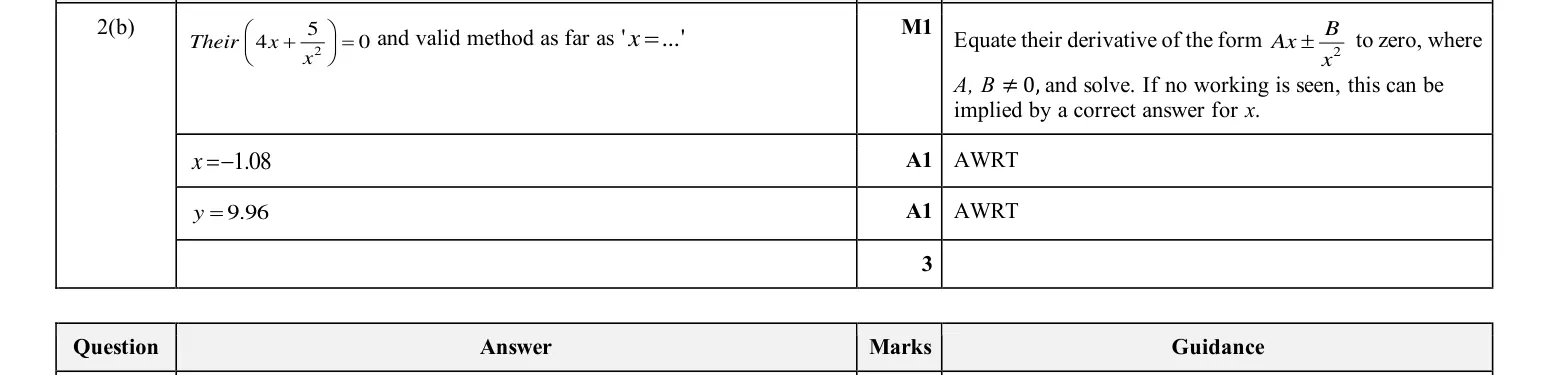 2(b)
Their (4x + 5/x²) = 0 and valid method as far as 'x = ...'
M1
Equate their derivative of the form Ax ± B/x² to zero, where
A, B ≠ 0, and solve. If no working is seen, this can be
implied by a correct answer for x.
x = −1.08
A1
AWRT
y = 9.96
A1
AWRT
3
Question
Answer
Marks
Guidance